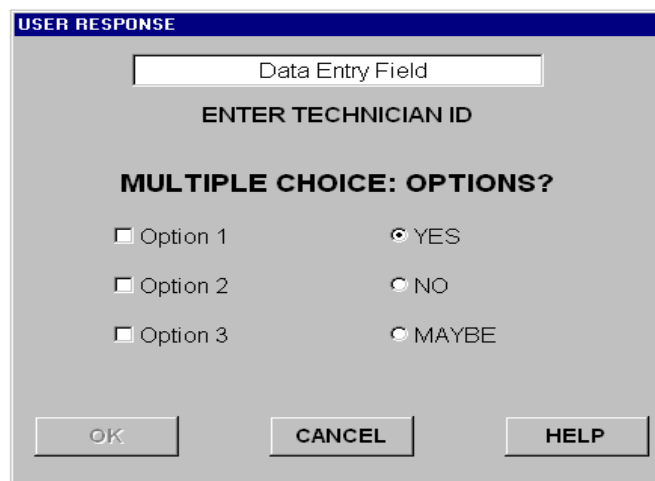 USER RESPONSE
Data Entry Field
ENTER TECHNICIAN ID
MULTIPLE CHOICE: OPTIONS?
Option 1 YES
Option 2 NO
Option 3 MAYBE
OK CANCEL HELP